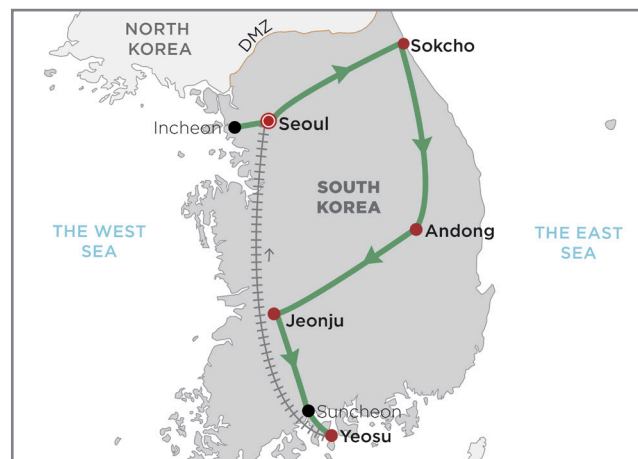 NORTH
KOREA
DMZ
Sokcho
Incheon
Seoul
SOUTH
KOREA
THE WEST
SEA
Andong
THE EAST
SEA
Jeonju
Suncheon
Yeosu